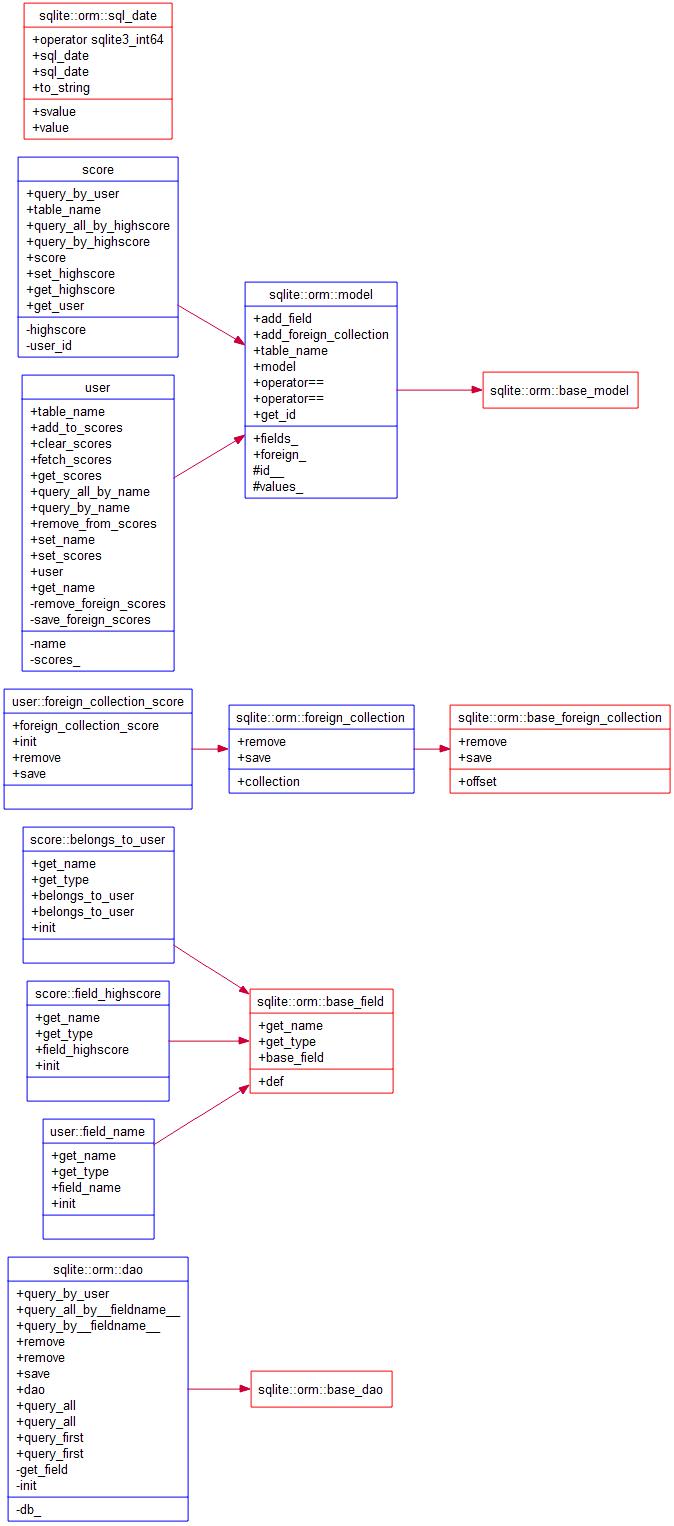 sqlite::orm::sql_date
+operator sqlite3_int64
+sql_date
+sql_date
+to_string
+svalue
+value
score
+query_by_user
+table_name
+query_all_by_highscore
+query_by_highscore
+score
+set_highscore
+get_highscore
+get_user
-highscore
-user_id
sqlite::orm::model
+add_field
+add_foreign_collection
+table_name
+model
+operator==
+operator==
+get_id
+fields_
+foreign_
#id__
#values_
sqlite::orm::base_model
user
+table_name
+add_to_scores
+clear_scores
+fetch_scores
+get_scores
+query_all_by_name
+query_by_name
+remove_from_scores
+set_name
+set_scores
+user
+get_name
-remove_foreign_scores
-save_foreign_scores
-name
-scores_
user::foreign_collection_score
+foreign_collection_score
+init
+remove
+save
sqlite::orm::foreign_collection
+remove
+save
+collection
sqlite::orm::base_foreign_collection
+remove
+save
+offset
score::belongs_to_user
+get_name
+get_type
+belongs_to_user
+belongs_to_user
+init
score::field_highscore
+get_name
+get_type
+field_highscore
+init
sqlite::orm::base_field
+get_name
+get_type
+base_field
+def
user::field_name
+get_name
+get_type
+field_name
+init
sqlite::orm::dao
+query_by_user
+query_all_by__fieldname__
+query_by__fieldname__
+remove
+remove
+save
+dao
+query_all
+query_all
+query_first
+query_first
-get_field
-init
-db_
sqlite::orm::base_dao